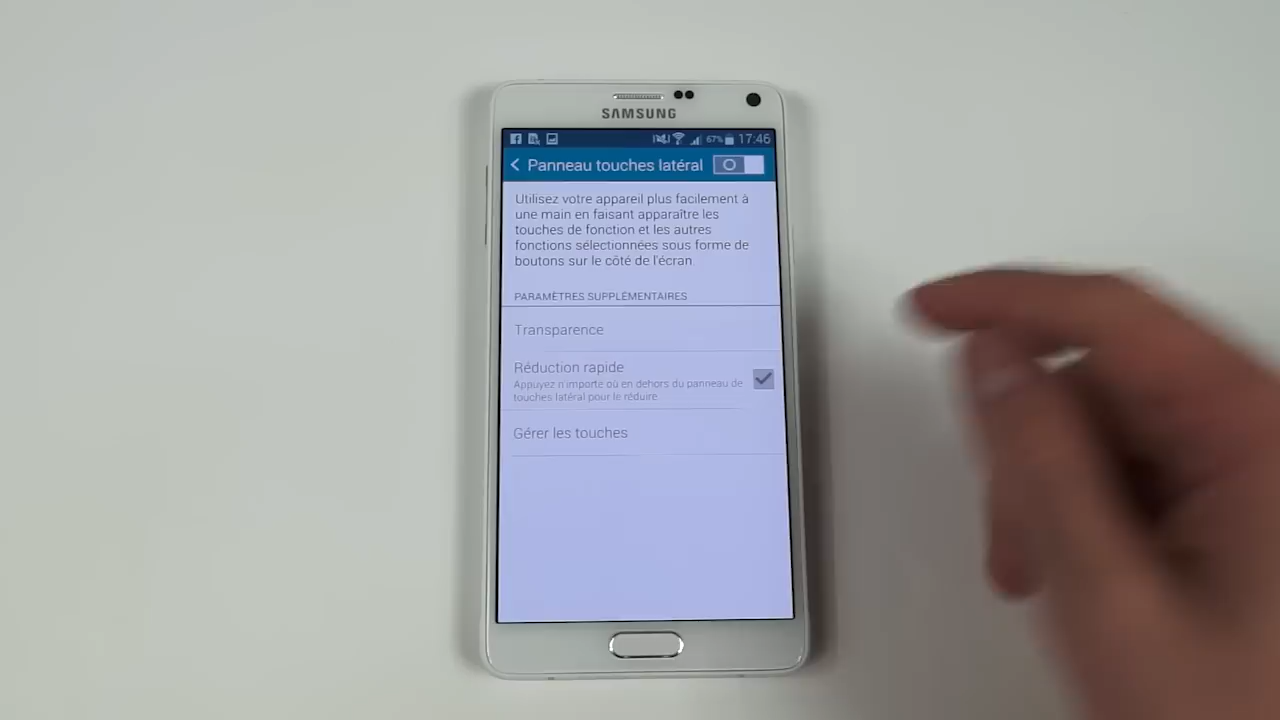 SAMSUNG
67% 17:46
Panneau touches latéral
Utilisez votre appareil plus facilement à
une main en faisant apparaître les
touches de fonction et les autres
fonctions sélectionnées sous forme de
boutons sur le côté de l'écran.
PARAMÈTRES SUPPLÉMENTAIRES
Transparence
Réduction rapide
Appuyez n'importe où en dehors du panneau de
touches latéral pour le réduire
Gérer les touches